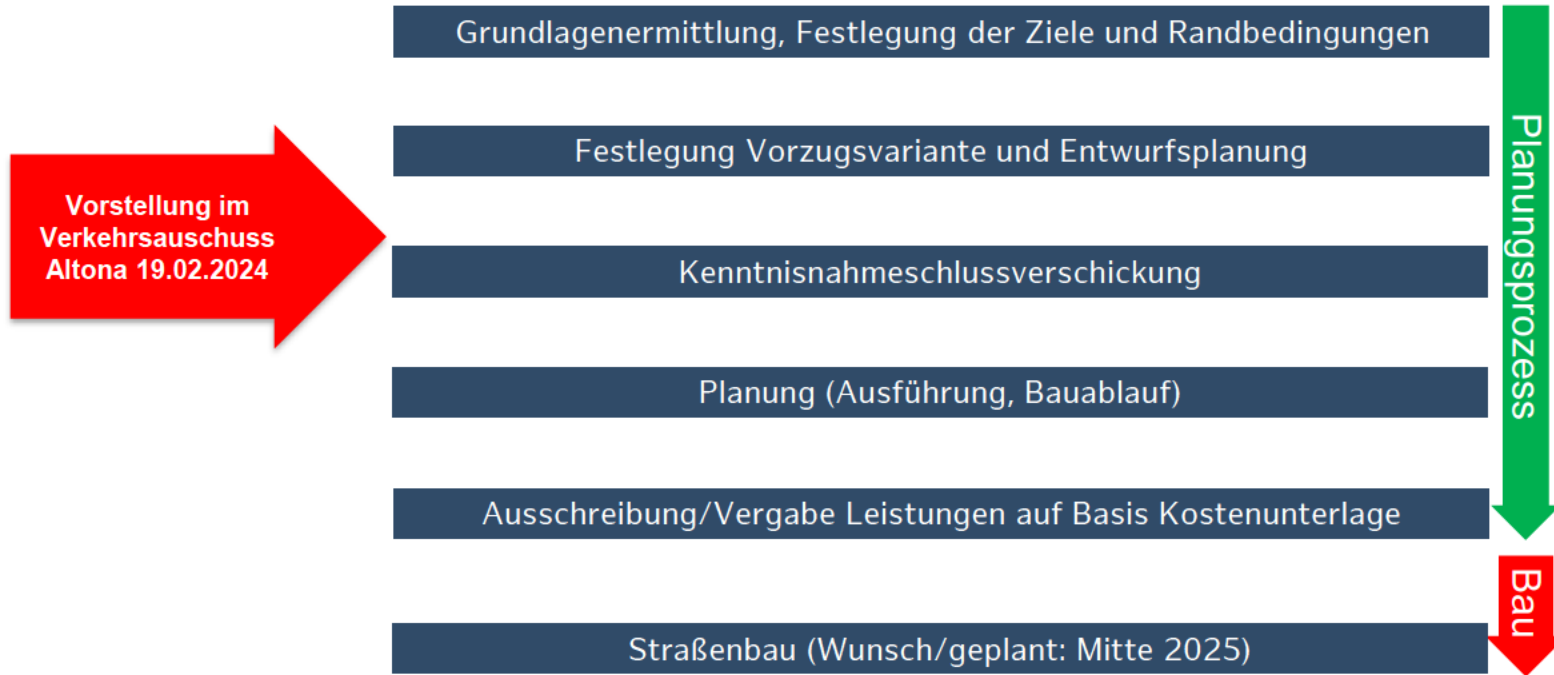 Grundlagenermittlung, Festlegung der Ziele und Randbedingungen
Festlegung Vorzugsvariante und Entwurfsplanung
Vorstellung im
Verkehrsauschuss
Altona 19.02.2024
Kenntnisnahmeschlussverschickung
Planung (Ausführung, Bauablauf)
Ausschreibung/Vergabe Leistungen auf Basis Kostenunterlage
Straßenbau (Wunsch/geplant: Mitte 2025)
Planungsprozess
Bau